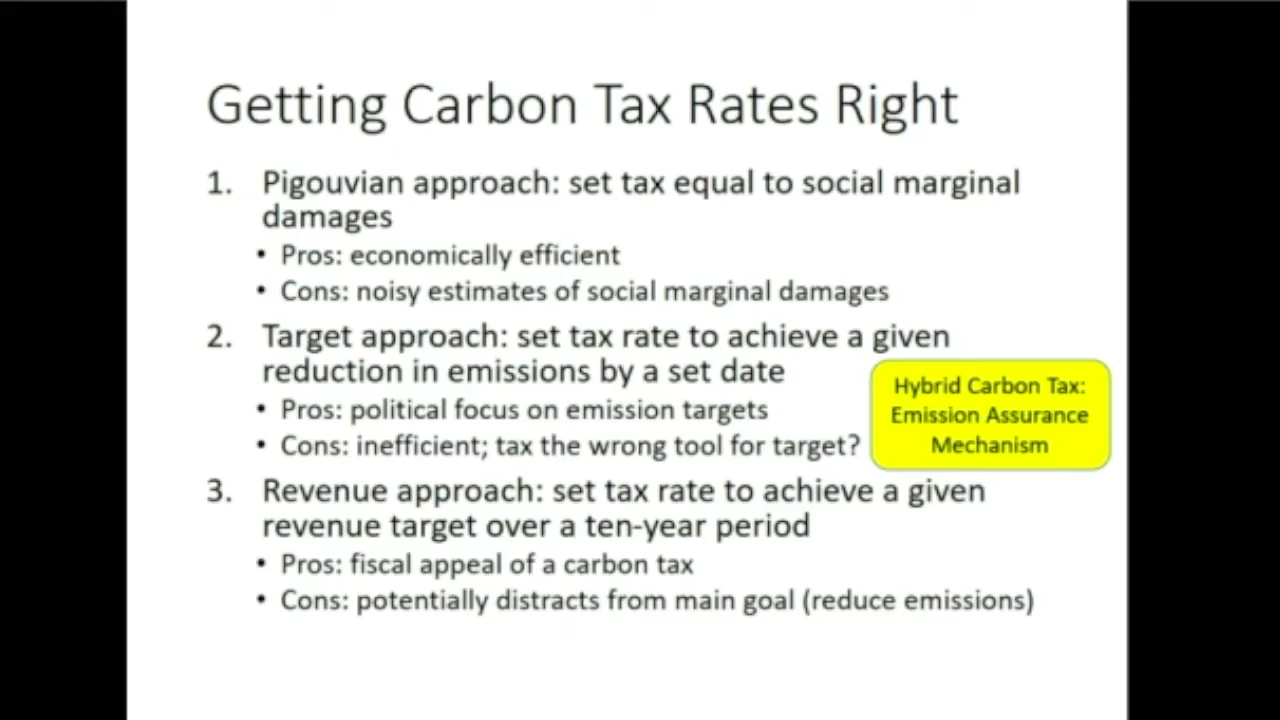 Getting Carbon Tax Rates Right
1. Pigouvian approach: set tax equal to social marginal
damages
• Pros: economically efficient
• Cons: noisy estimates of social marginal damages
2. Target approach: set tax rate to achieve a given
reduction in emissions by a set date
• Pros: political focus on emission targets
• Cons: inefficient; tax the wrong tool for target?
Hybrid Carbon Tax:
Emission Assurance
Mechanism
3. Revenue approach: set tax rate to achieve a given
revenue target over a ten-year period
• Pros: fiscal appeal of a carbon tax
• Cons: potentially distracts from main goal (reduce emissions)